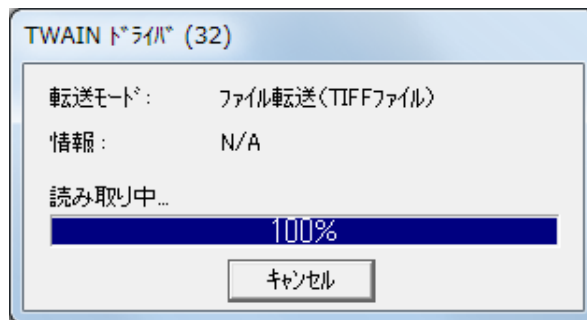 TWAIN ﾄﾞﾗｲﾊﾞ (32)
転送ﾓｰﾄﾞ： ﾌｧｲﾙ転送(TIFFﾌｧｲﾙ)
情報： N/A
読み取り中...
100%
ｷｬﾝｾﾙ